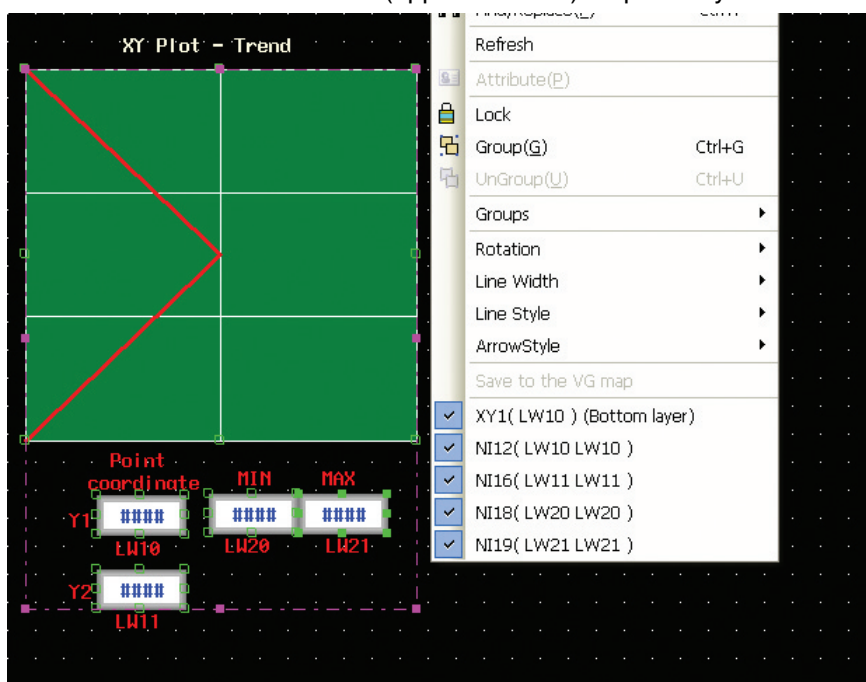 XY Plot - Trend
Refresh
Attribute(P)
Lock
Group(G) Ctrl+G
UnGroup(U) Ctrl+U
Groups
Rotation
Line Width
Line Style
ArrowStyle
Save to the VG map
XY1( LW10 ) (Bottom layer)
NI12( LW10 LW10 )
NI16( LW11 LW11 )
NI18( LW20 LW20 )
NI19( LW21 LW21 )
Point
coordinate MIN MAX
Y1 #### #### ####
LW10 LW20 LW21
Y2 ####
LW11